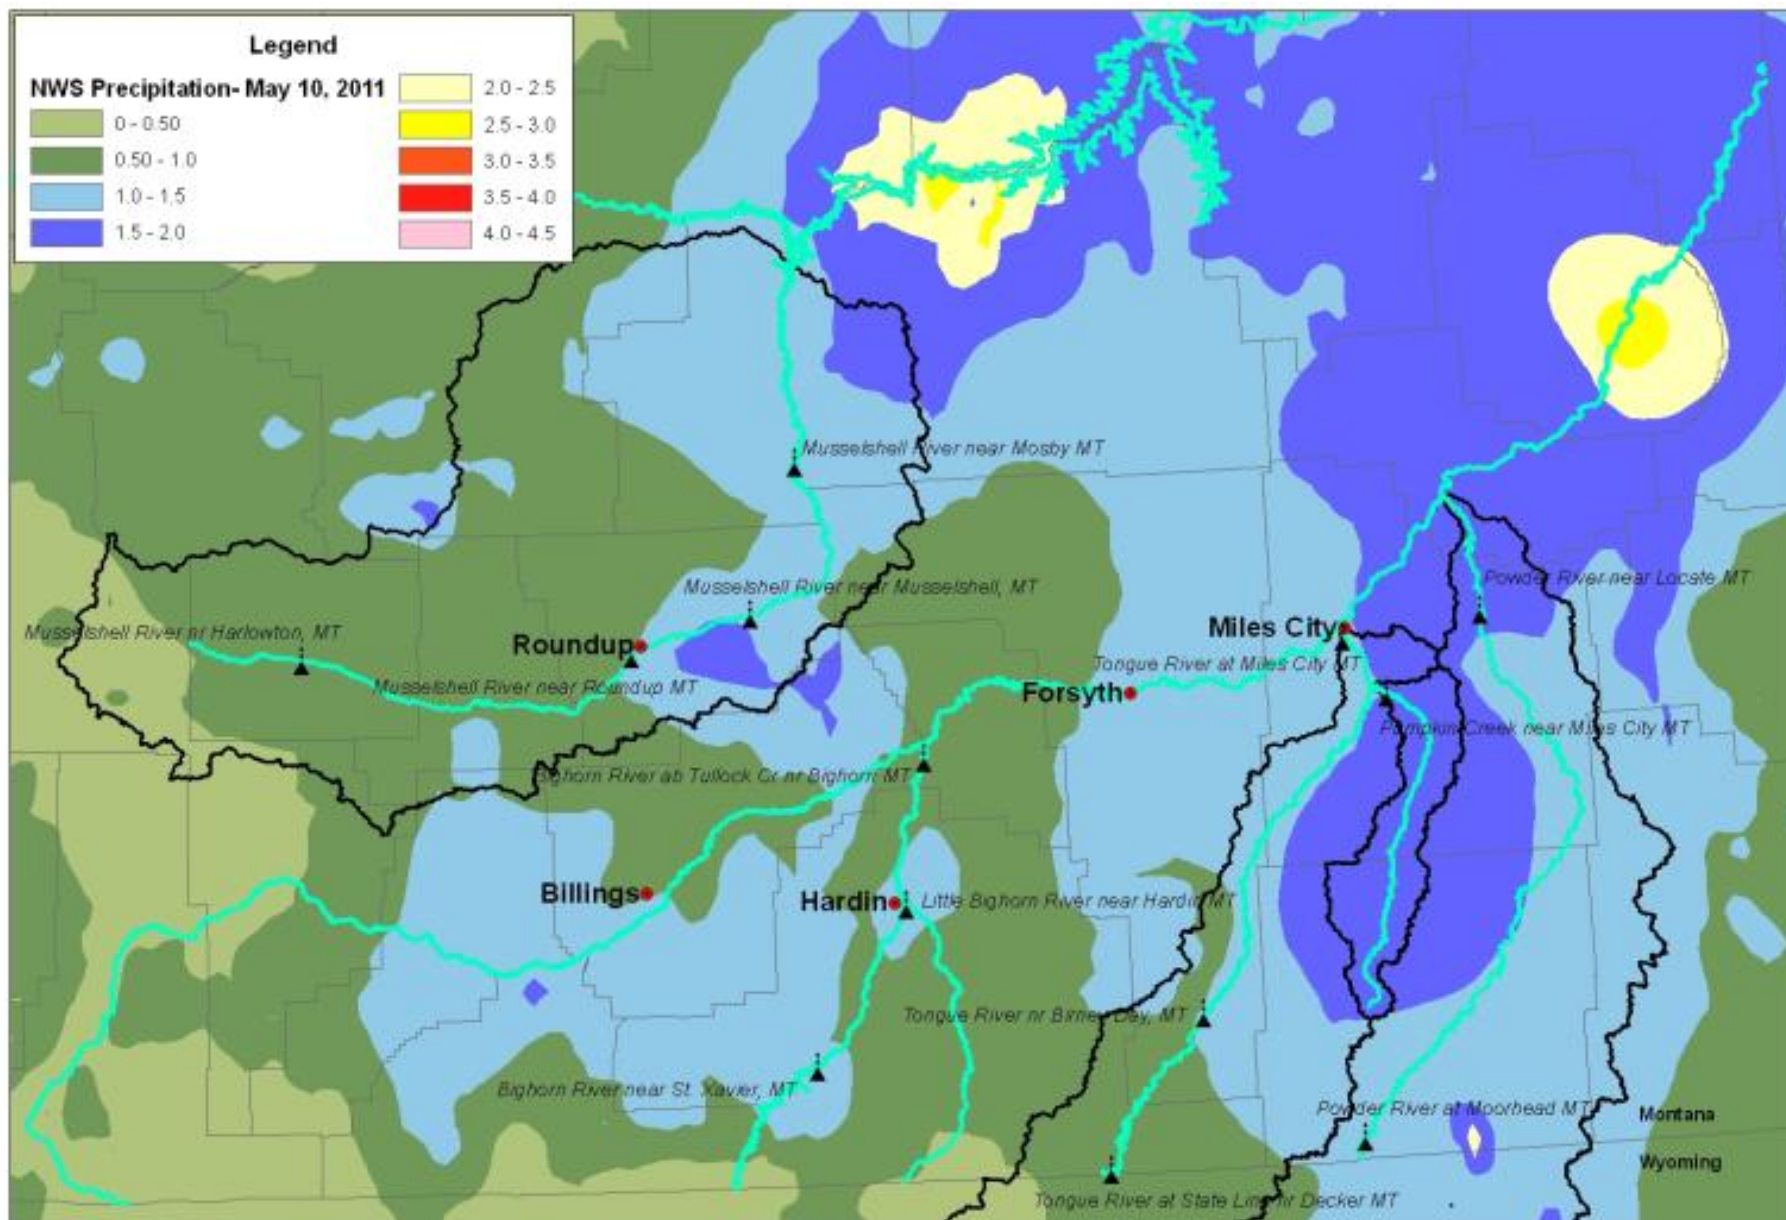 Legend
NWS Precipitation- May 10, 2011
0 - 0.50
0.50 - 1.0
1.0 - 1.5
1.5 - 2.0
2.0 - 2.5
2.5 - 3.0
3.0 - 3.5
3.5 - 4.0
4.0 - 4.5
Musselshell River near Mosby MT
Musselshell River near Musselshell, MT
Powder River near Locate MT
Musselshell River nr Harlowton, MT
Roundup
Miles City
Tongue River at Miles City MT
Musselshell River near Roundup MT
Forsyth
Pumpkin Creek near Miles City MT
Bighorn River ab Tullock Cr nr Bighorn MT
Billings
Hardin
Little Bighorn River near Hardin MT
Tongue River nr Birney Day, MT
Bighorn River near St. Xavier, MT
Powder River at Moorhead MT
Montana
Wyoming
Tongue River at State Line nr Decker MT